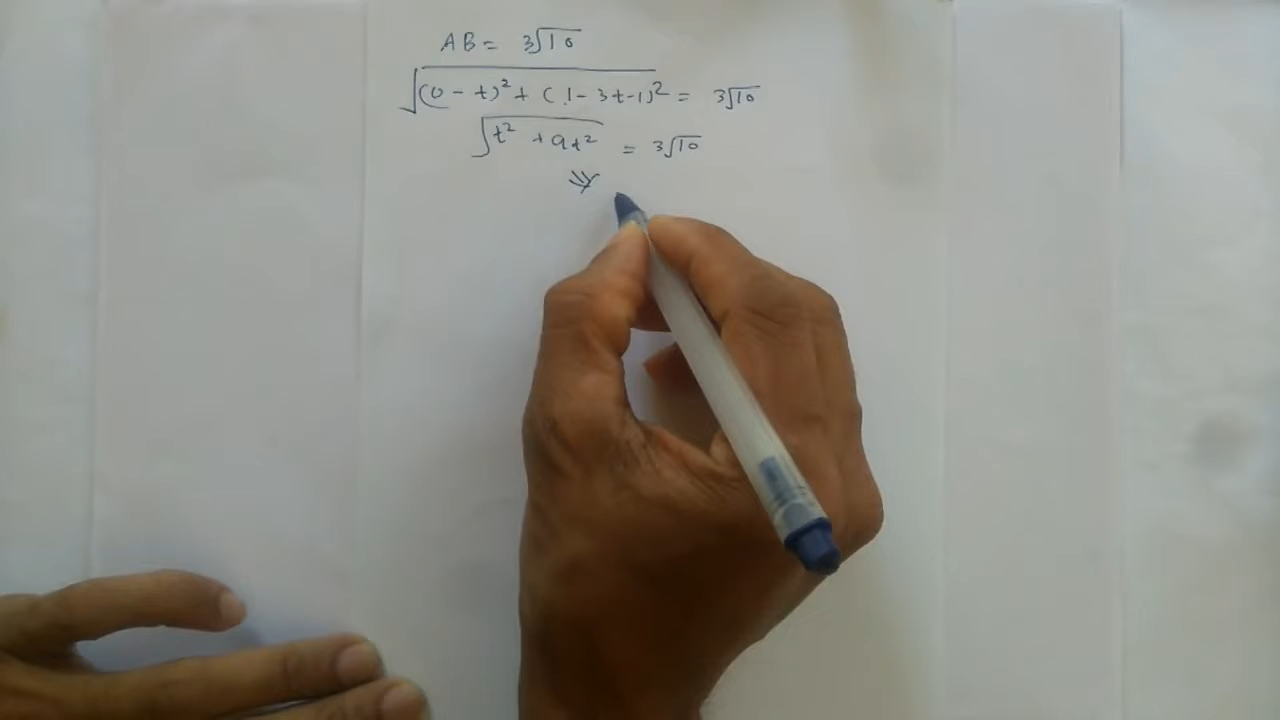 AB = 3√10
√(0 - t)² + (1 - 3t - 1)² = 3√10
√t² + 9t² = 3√10